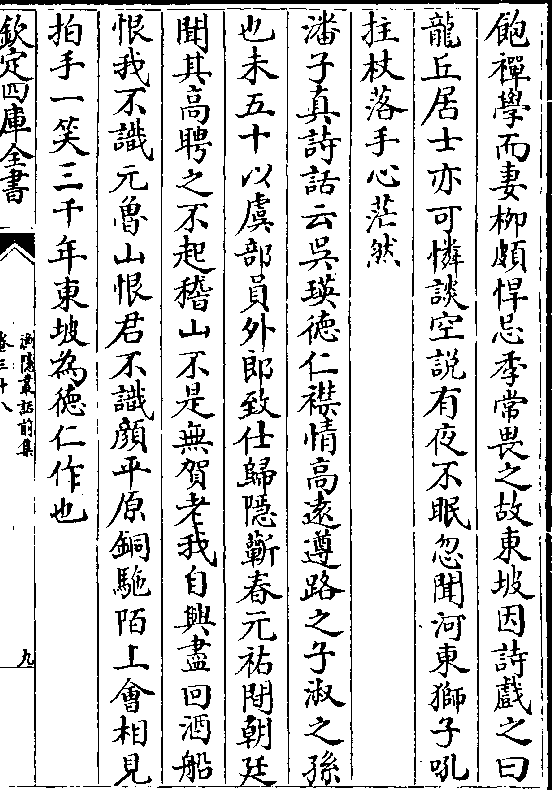 飽禪學而妻柳頗悍忌季常畏之故東坡因詩戲之曰
龍丘居士亦可憐談空説有夜不眠忽聞河東獅子吼
拄杖落手心茫然
潘子真詩話云吳瑛徳仁襟情高遠遵路之子淑之孫
也未五十以虞部員外郎致仕歸隠蘄春元祐間朝廷
聞其高聘之不起稽山不是無賀老我自興盡回酒船
恨我不識元魯山恨君不識顔平原銅駞陌上㑹相見
拍手一笑三千年東坡為徳仁作也
欽定四庫全書
漁隠叢話前集
卷三十八
九